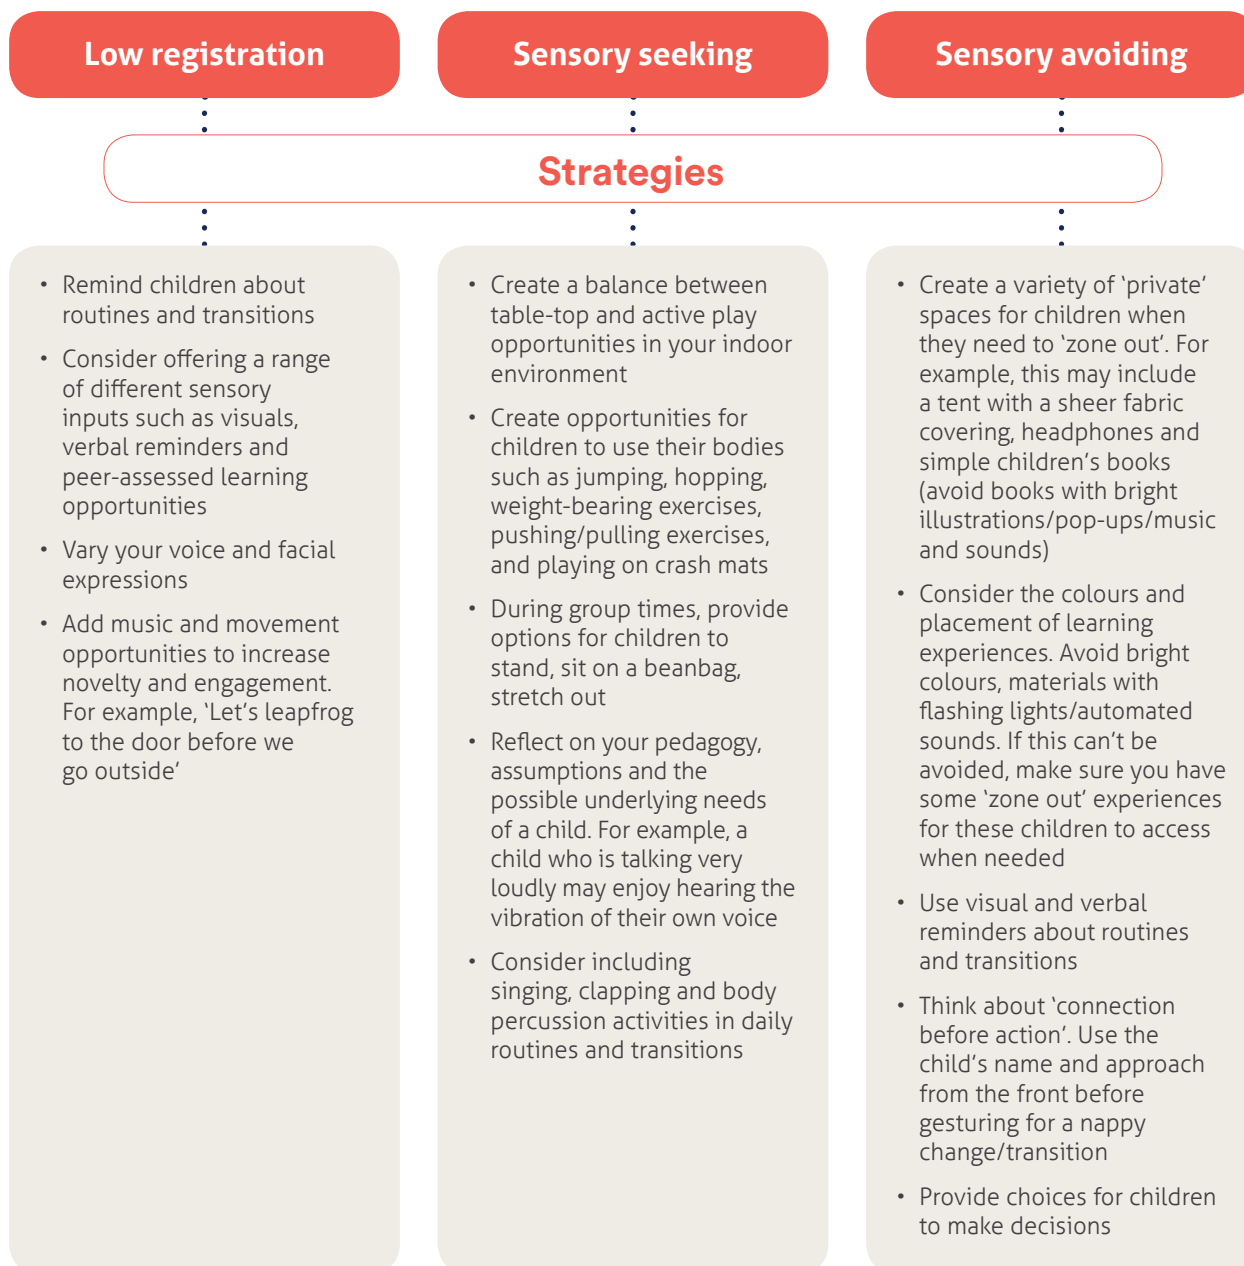 Low registration
Sensory seeking
Sensory avoiding
Strategies
• Remind children about
routines and transitions
• Consider offering a range
of different sensory
inputs such as visuals,
verbal reminders and
peer-assessed learning
opportunities
• Vary your voice and facial
expressions
• Add music and movement
opportunities to increase
novelty and engagement.
For example, ‘Let’s leapfrog
to the door before we
go outside’
• Create a balance between
table-top and active play
opportunities in your indoor
environment
• Create opportunities for
children to use their bodies
such as jumping, hopping,
weight-bearing exercises,
pushing/pulling exercises,
and playing on crash mats
• During group times, provide
options for children to
stand, sit on a beanbag,
stretch out
• Reflect on your pedagogy,
assumptions and the
possible underlying needs
of a child. For example, a
child who is talking very
loudly may enjoy hearing the
vibration of their own voice
• Consider including
singing, clapping and body
percussion activities in daily
routines and transitions
• Create a variety of ‘private’
spaces for children when
they need to ‘zone out’. For
example, this may include
a tent with a sheer fabric
covering, headphones and
simple children’s books
(avoid books with bright
illustrations/pop-ups/music
and sounds)
• Consider the colours and
placement of learning
experiences. Avoid bright
colours, materials with
flashing lights/automated
sounds. If this can’t be
avoided, make sure you have
some ‘zone out’ experiences
for these children to access
when needed
• Use visual and verbal
reminders about routines
and transitions
• Think about ‘connection
before action’. Use the
child’s name and approach
from the front before
gesturing for a nappy
change/transition
• Provide choices for children
to make decisions